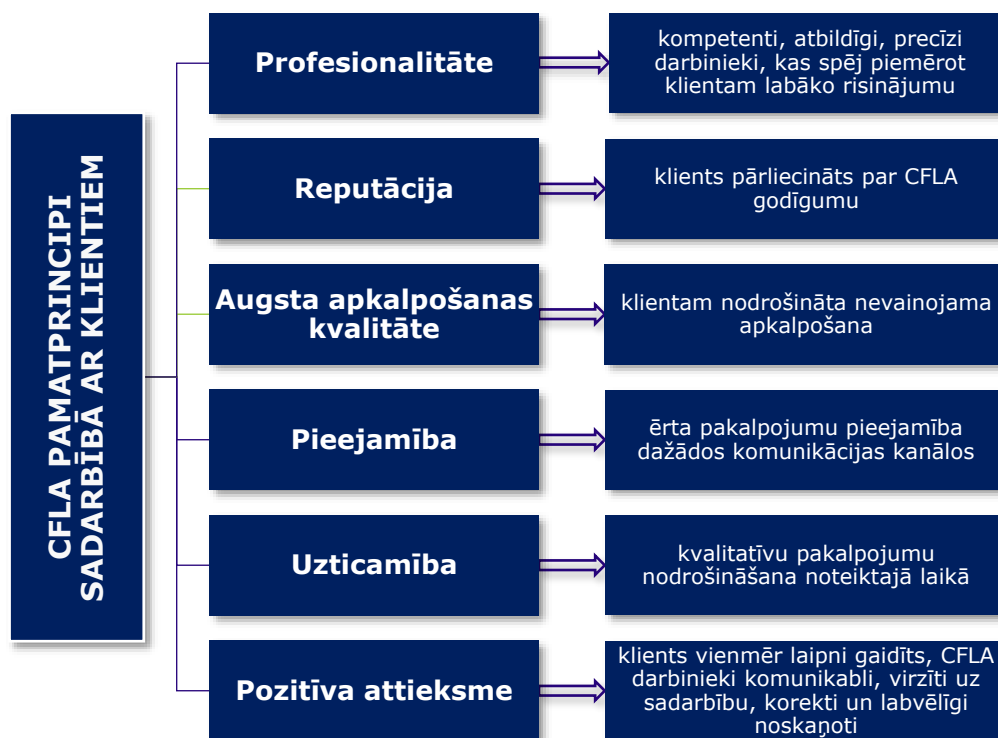 CFLA PAMATPRINCIPI
SADARBĪBĀ AR KLIENTIEM
Profesionalitāte
kompetenti, atbildīgi, precīzi
darbinieki, kas spēj piemērot
klientam labāko risinājumu
Reputācija
klients pārliecināts par CFLA
godīgumu
Augsta apkalpošanas
kvalitāte
klientam nodrošināta nevainojama
apkalpošana
Pieejamība
ērta pakalpojumu pieejamība
dažādos komunikācijas kanālos
Uzticamība
kvalitatīvu pakalpojumu
nodrošināšana noteiktajā laikā
Pozitīva attieksme
klients vienmēr laipni gaidīts, CFLA
darbinieki komunikabli, virzīti uz
sadarbību, korekti un labvēlīgi
noskaņoti